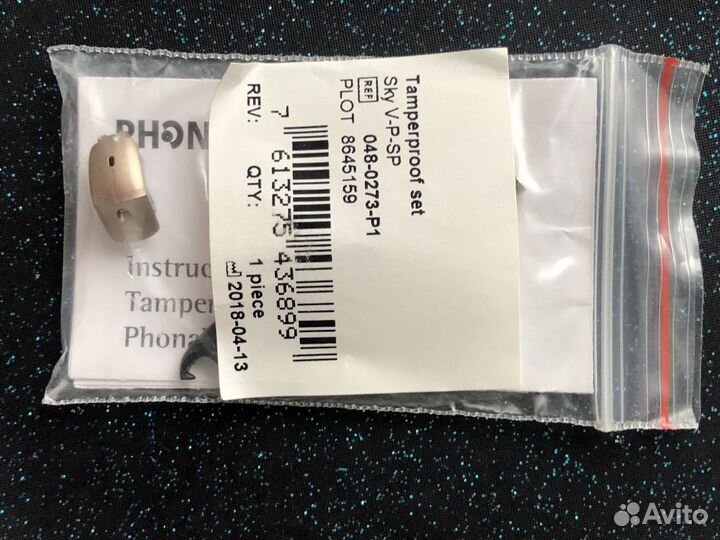 Tamperproof set
Sky V-P-SP
REF 048-0273-P1
PLOT 8645159
7 613275 436899
REV:
QTY: 1 piece
2018-04-13
PHON
Instruc
Tamper
Phona
Avito